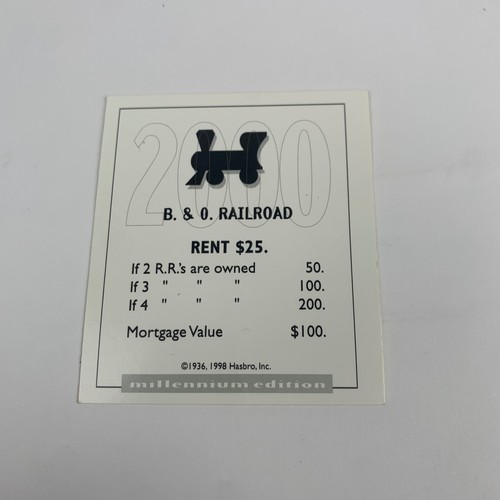 2000
B. & O. RAILROAD
RENT $25.
If 2 R.R.'s are owned 50.
If 3 " " " 100.
If 4 " " " 200.
Mortgage Value $100.
©1936, 1998 Hasbro, Inc.
millennium edition